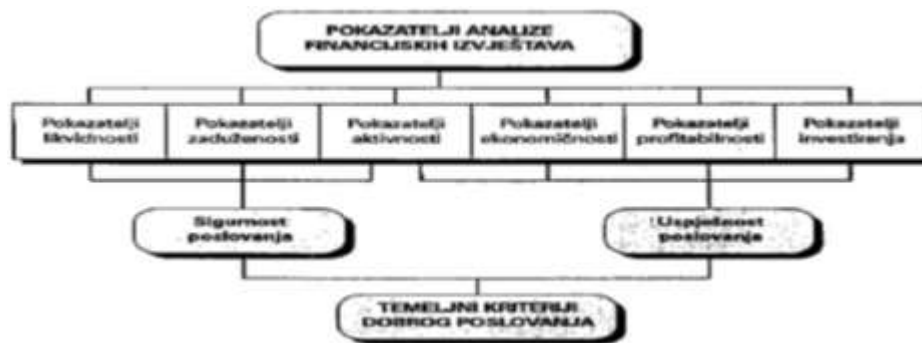 POKAZATELJI ANALIZE
FINANCIJSKIH IZVJEŠTAVA
Pokazatelji
likvidnosti
Pokazatelji
zaduženosti
Pokazatelji
aktivnosti
Pokazatelji
ekonomičnosti
Pokazatelji
profitabilnosti
Pokazatelji
investiranja
Sigurnost
poslovanja
Uspješnost
poslovanja
TEMELJNI KRITERIJI
DOBROG POSLOVANJA